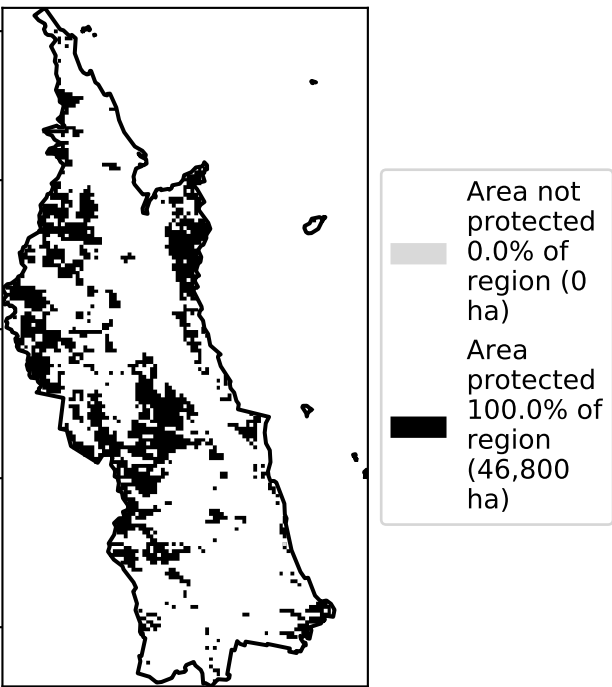 Area not
protected
0.0% of
region (0
ha)
Area
protected
100.0% of
region
(46,800
ha)